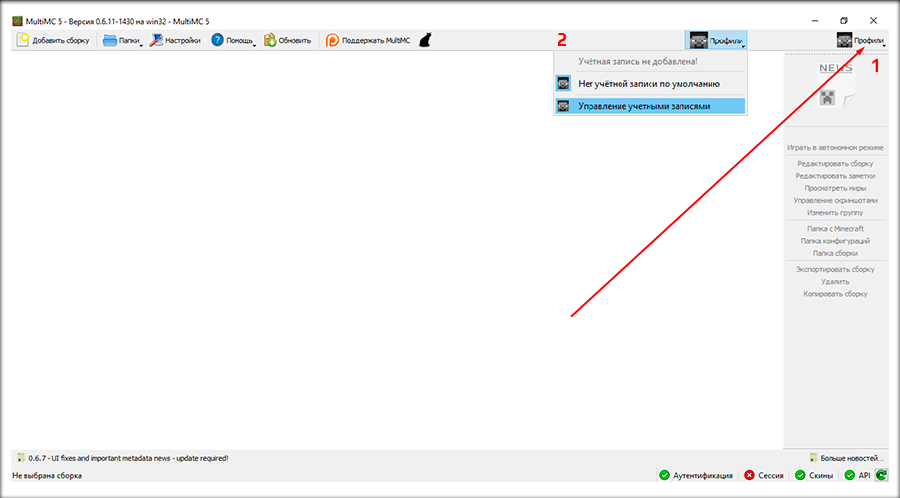 MultiMC 5 - Версия 0.6.11-1430 на win32 - MultiMC 5
Добавить сборку Папки Настройки Помощь Обновить Поддержать MultiMC 2 Профили Профили
1
Учётная запись не добавлена!
Нет учётной записи по умолчанию
Управление учетными записями
NEWS
Играть в автономном режиме
Редактировать сборку
Редактировать заметки
Просмотреть миры
Управление скриншотами
Изменить группу
Папка с Minecraft
Папка конфигураций
Папка сборки
Экспортировать сборку
Удалить
Копировать сборку
0.6.7 - UI fixes and important metadata news - update required! Больше новостей...
Не выбрана сборка Аутентификация Сессия Скины API